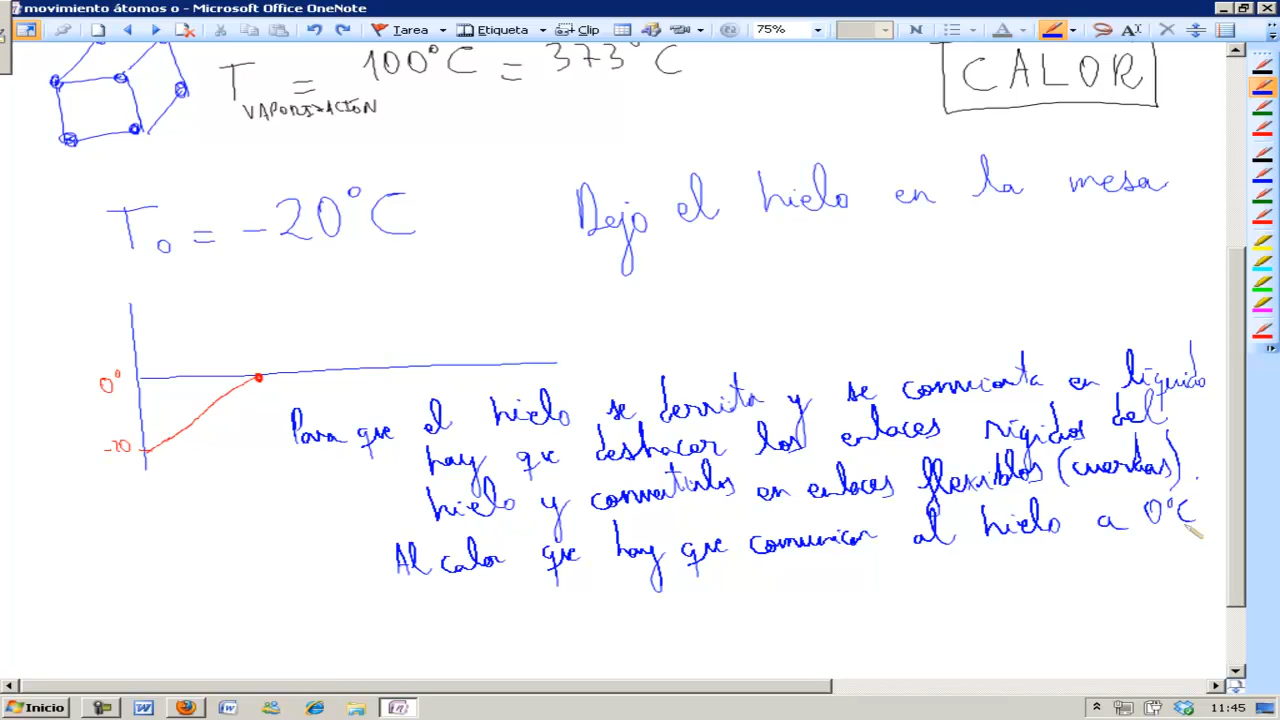 movimiento átomos o - Microsoft Office OneNote
Tarea Etiqueta Clip 75%
T VAPORIZACION = 100°C = 373°C
CALOR
T0 = -20°C
Dejo el hielo en la mesa
0°
-20
Para que el hielo se derrita y se convierta en líquido
hay que deshacer los enlaces rígidos del
hielo y convertirlos en enlaces flexibles (cuerdas).
Al calor que hay que comunicar al hielo a 0°C
Inicio 11:45